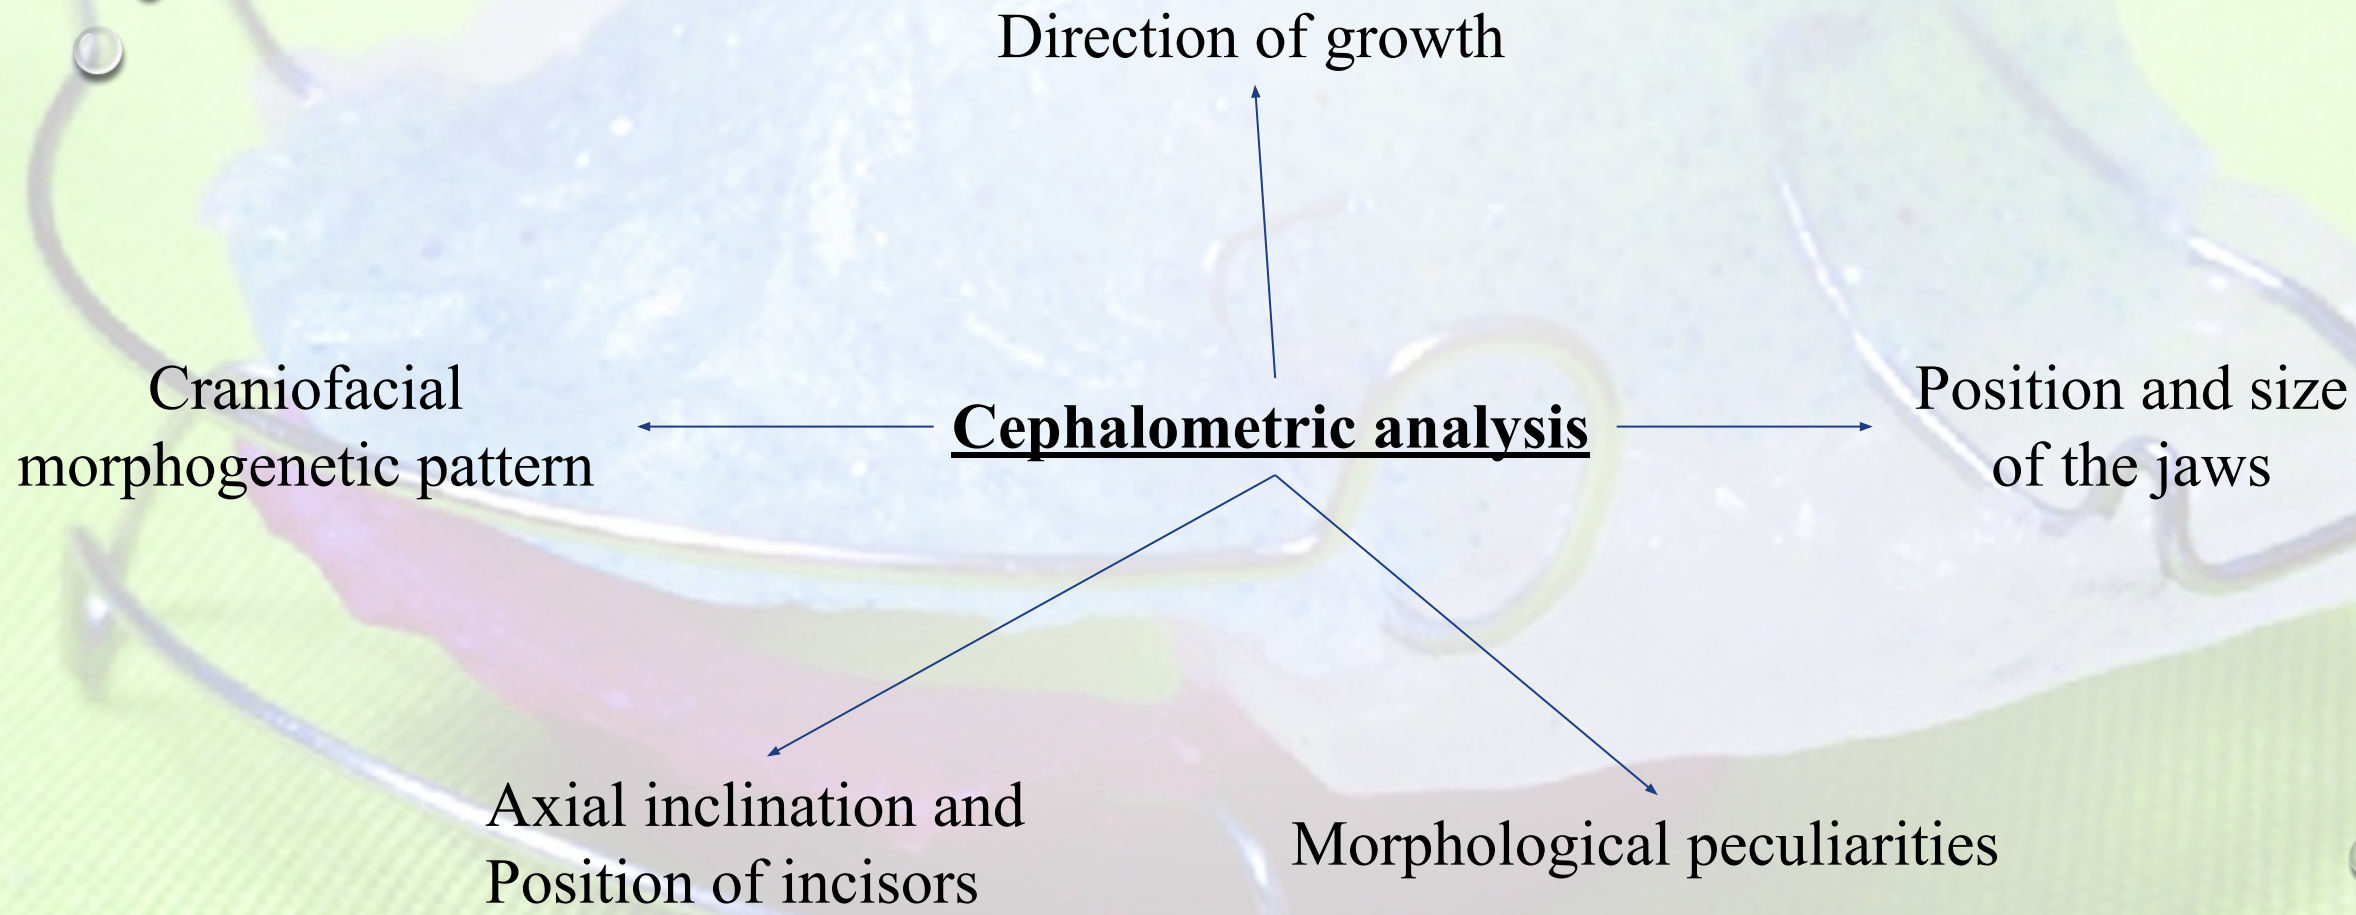 Direction of growth
Craniofacial
morphogenetic pattern
Cephalometric analysis
Position and size
of the jaws
Axial inclination and
Position of incisors
Morphological peculiarities